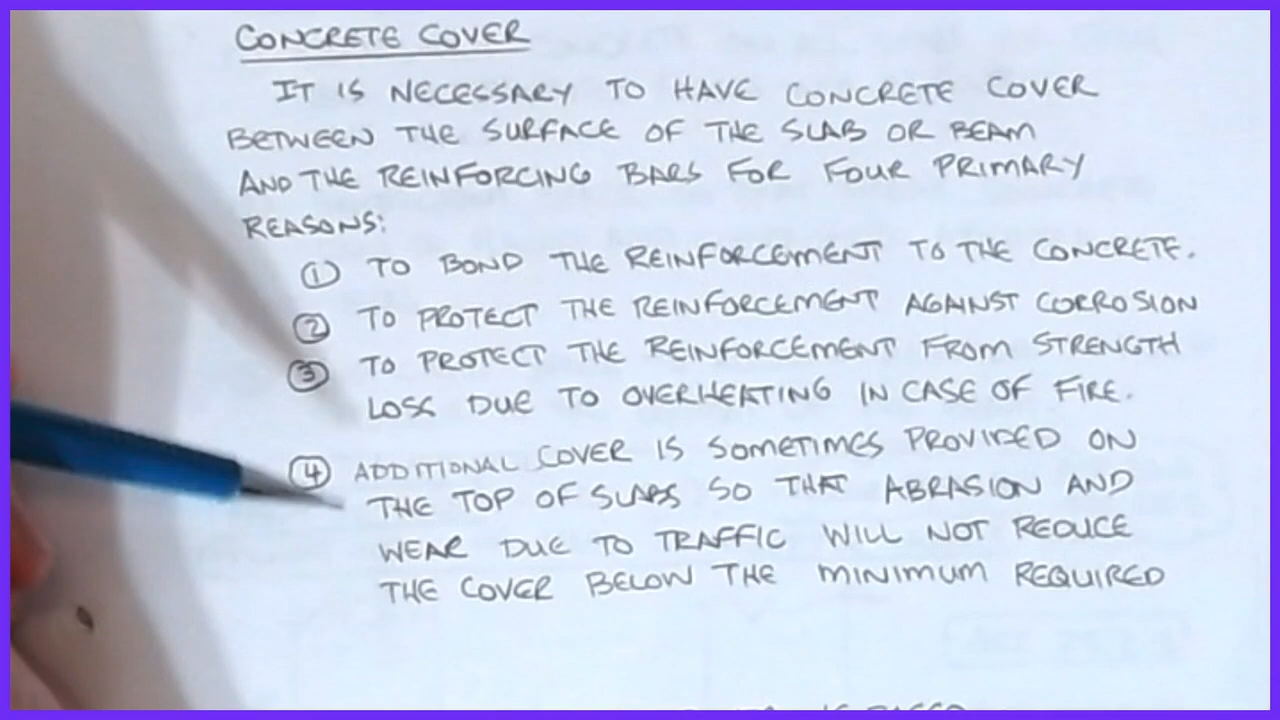 CONCRETE COVER
IT IS NECESSARY TO HAVE CONCRETE COVER
BETWEEN THE SURFACE OF THE SLAB OR BEAM
AND THE REINFORCING BARS FOR FOUR PRIMARY
REASONS:
① TO BOND THE REINFORCEMENT TO THE CONCRETE.
② TO PROTECT THE REINFORCEMENT AGAINST CORROSION
③ TO PROTECT THE REINFORCEMENT FROM STRENGTH
LOSS DUE TO OVERHEATING IN CASE OF FIRE.
④ ADDITIONAL COVER IS SOMETIMES PROVIDED ON
THE TOP OF SLABS SO THAT ABRASION AND
WEAR DUE TO TRAFFIC WILL NOT REDUCE
THE COVER BELOW THE MINIMUM REQUIRED